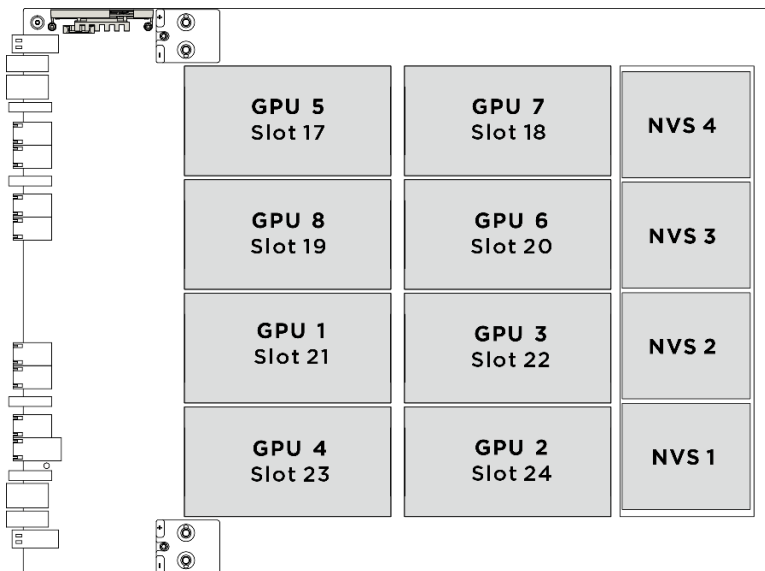 GPU 5
Slot 17
GPU 7
Slot 18
NVS 4
GPU 8
Slot 19
GPU 6
Slot 20
NVS 3
GPU 1
Slot 21
GPU 3
Slot 22
NVS 2
GPU 4
Slot 23
GPU 2
Slot 24
NVS 1